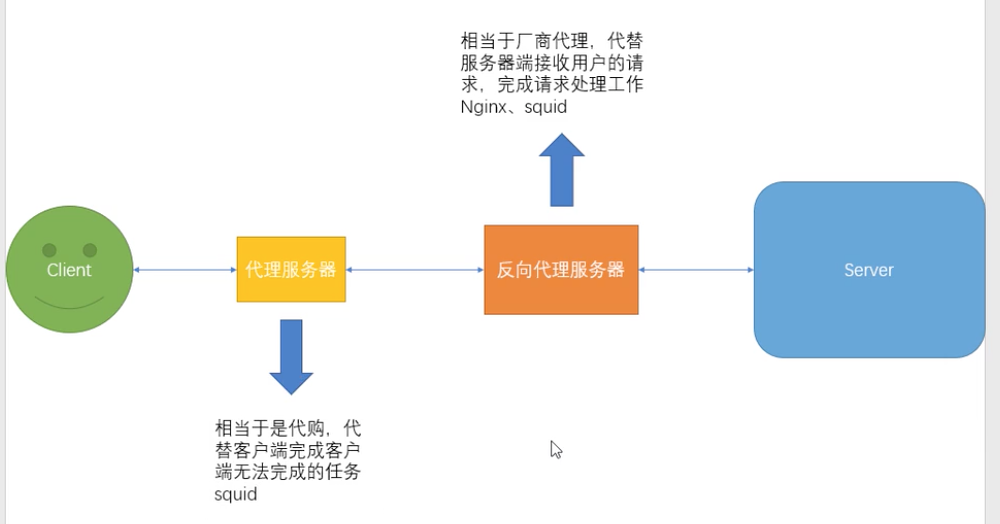 相当于厂商代理，代替
服务器端接收用户的请
求，完成请求处理工作
Nginx、squid
Client
代理服务器
反向代理服务器
Server
相当于是代购，代
替客户端完成客户
端无法完成的任务
squid